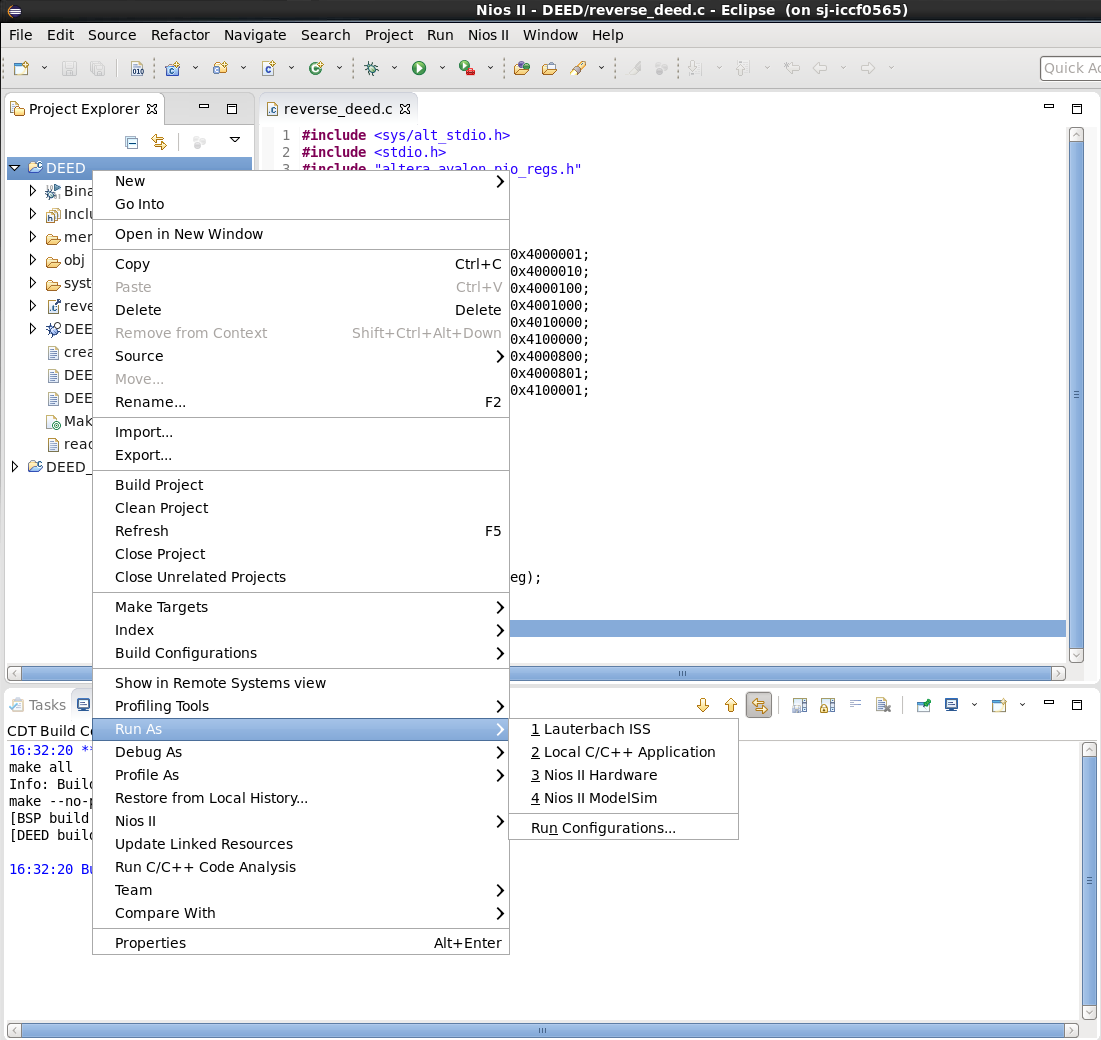 Nios II - DEED/reverse_deed.c - Eclipse  (on sj-iccf0565)
File Edit Source Refactor Navigate Search Project Run Nios II Window Help
Quick Ac
Project Explorer
reverse_deed.c
1 #include <sys/alt_stdio.h>
2 #include <stdio.h>
3 #include "altera_avalon_pio_regs.h"
DEED
Bina
Inclu
mer
obj
syst
reve
DEE
crea
DEE
DEE
Mak
reac
DEED_
0x4000001;
0x4000010;
0x4000100;
0x4001000;
0x4010000;
0x4100000;
0x4000800;
0x4000801;
0x4100001;
eg);
New
Go Into
Open in New Window
Copy Ctrl+C
Paste Ctrl+V
Delete Delete
Remove from Context Shift+Ctrl+Alt+Down
Source
Move...
Rename... F2
Import...
Export...
Build Project
Clean Project
Refresh F5
Close Project
Close Unrelated Projects
Make Targets
Index
Build Configurations
Show in Remote Systems view
Profiling Tools
Run As
Debug As
Profile As
Restore from Local History...
Nios II
Update Linked Resources
Run C/C++ Code Analysis
Team
Compare With
Properties Alt+Enter
1 Lauterbach ISS
2 Local C/C++ Application
3 Nios II Hardware
4 Nios II ModelSim
Run Configurations...
Tasks
CDT Build Co
16:32:20 **
make all
Info: Build
make --no-p
[BSP build
[DEED build
16:32:20 Bu